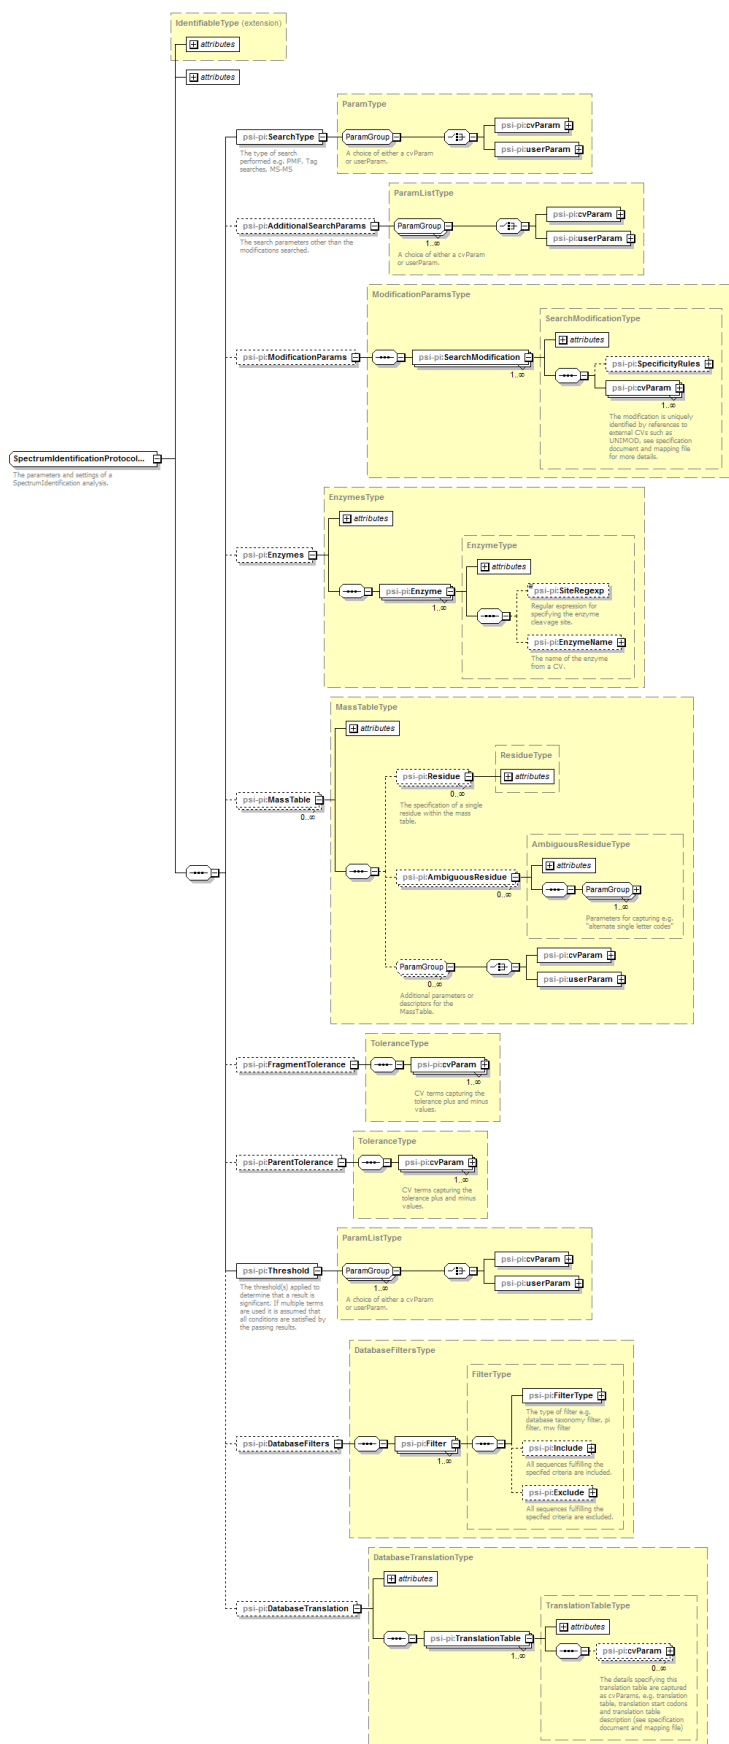 IdentifiableType (extension)
attributes
attributes
ParamType
psi-pi:SearchType
ParamGroup
psi-pi:cvParam
psi-pi:userParam
The type of search
performed e.g. PMF, Tag
searches, MS-MS
A choice of either a cvParam
or userParam.
ParamListType
psi-pi:AdditionalSearchParams
ParamGroup
1..∞
psi-pi:cvParam
psi-pi:userParam
The search parameters other than the
modifications searched.
A choice of either a cvParam
or userParam.
ModificationParamsType
SearchModificationType
attributes
psi-pi:ModificationParams
psi-pi:SearchModification
1..∞
psi-pi:SpecificityRules
psi-pi:cvParam
1..∞
The modification is uniquely
identified by references to
external CVs such as
UNIMOD, see specification
document and mapping file
for more details.
SpectrumIdentificationProtocol...
The parameters and settings of a
SpectrumIdentification analysis.
EnzymesType
attributes
psi-pi:Enzymes
EnzymeType
attributes
psi-pi:Enzyme
1..∞
psi-pi:SiteRegexp
Regular expression for
specifying the enzyme
cleavage site.
psi-pi:EnzymeName
The name of the enzyme
from a CV.
MassTableType
attributes
psi-pi:MassTable
0..∞
ResidueType
psi-pi:Residue
0..∞
attributes
The specification of a single
residue within the mass
table.
AmbiguousResidueType
attributes
psi-pi:AmbiguousResidue
0..∞
ParamGroup
1..∞
Parameters for capturing e.g.
"alternate single letter codes"
ParamGroup
0..∞
psi-pi:cvParam
psi-pi:userParam
Additional parameters or
descriptors for the
MassTable.
ToleranceType
psi-pi:FragmentTolerance
psi-pi:cvParam
1..∞
CV terms capturing the
tolerance plus and minus
values.
ToleranceType
psi-pi:ParentTolerance
psi-pi:cvParam
1..∞
CV terms capturing the
tolerance plus and minus
values.
ParamListType
psi-pi:Threshold
ParamGroup
1..∞
psi-pi:cvParam
psi-pi:userParam
The threshold(s) applied to
determine that a result is
significant. If multiple terms
are used it is assumed that
all conditions are satisfied by
the passing results.
A choice of either a cvParam
or userParam.
DatabaseFiltersType
FilterType
psi-pi:DatabaseFilters
psi-pi:Filter
1..∞
psi-pi:FilterType
The type of filter e.g.
database taxonomy filter, pi
filter, mw filter
psi-pi:Include
All sequences fulfilling the
specifed criteria are included.
psi-pi:Exclude
All sequences fulfilling the
specifed criteria are excluded.
DatabaseTranslationType
attributes
psi-pi:DatabaseTranslation
TranslationTableType
attributes
psi-pi:TranslationTable
1..∞
psi-pi:cvParam
0..∞
The details specifying this
translation table are captured
as cvParams, e.g. translation
table, translation start codons
and translation table
description (see specification
document and mapping file)